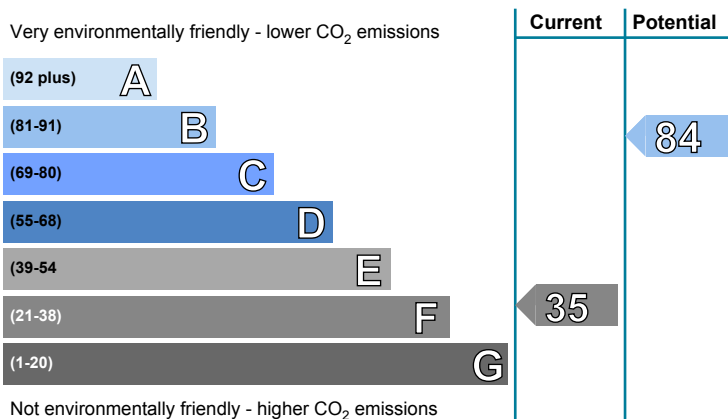 Current Potential
Very environmentally friendly - lower CO2 emissions
(92 plus) A
(81-91) B 84
(69-80) C
(55-68) D
(39-54 E
(21-38) F 35
(1-20) G
Not environmentally friendly - higher CO2 emissions